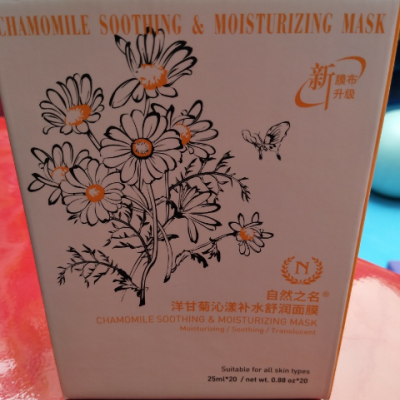 CHAMOMILE SOOTHING & MOISTURIZING MASK
新 膜布
升级
N
自然之名®
洋甘菊沁漾补水舒润面膜
CHAMOMILE SOOTHING & MOISTURIZING MASK
Moisturizing / Soothing / Translucent
Suitable for all skin types
25ml*20 / net wt. 0.88 oz*20